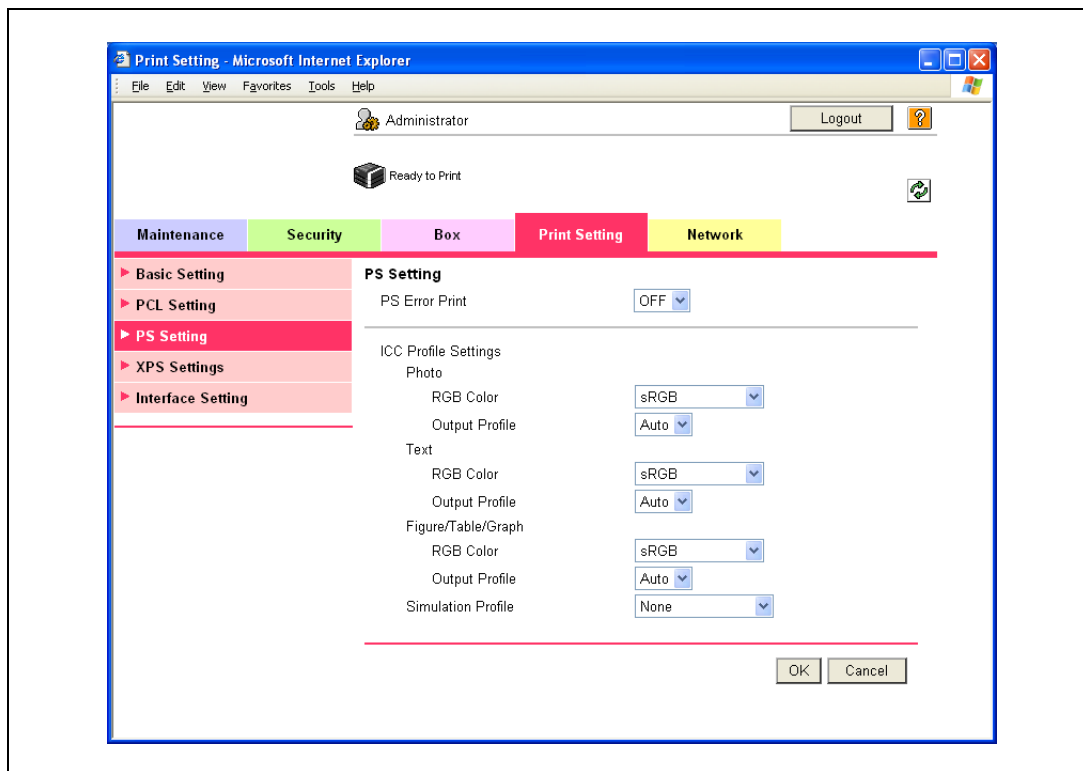 Print Setting - Microsoft Internet Explorer
File Edit View Favorites Tools Help
Administrator Logout ?
Ready to Print
Maintenance Security Box Print Setting Network
Basic Setting
PCL Setting
PS Setting
XPS Settings
Interface Setting
PS Setting
PS Error Print OFF
ICC Profile Settings
Photo
RGB Color sRGB
Output Profile Auto
Text
RGB Color sRGB
Output Profile Auto
Figure/Table/Graph
RGB Color sRGB
Output Profile Auto
Simulation Profile None
OK Cancel